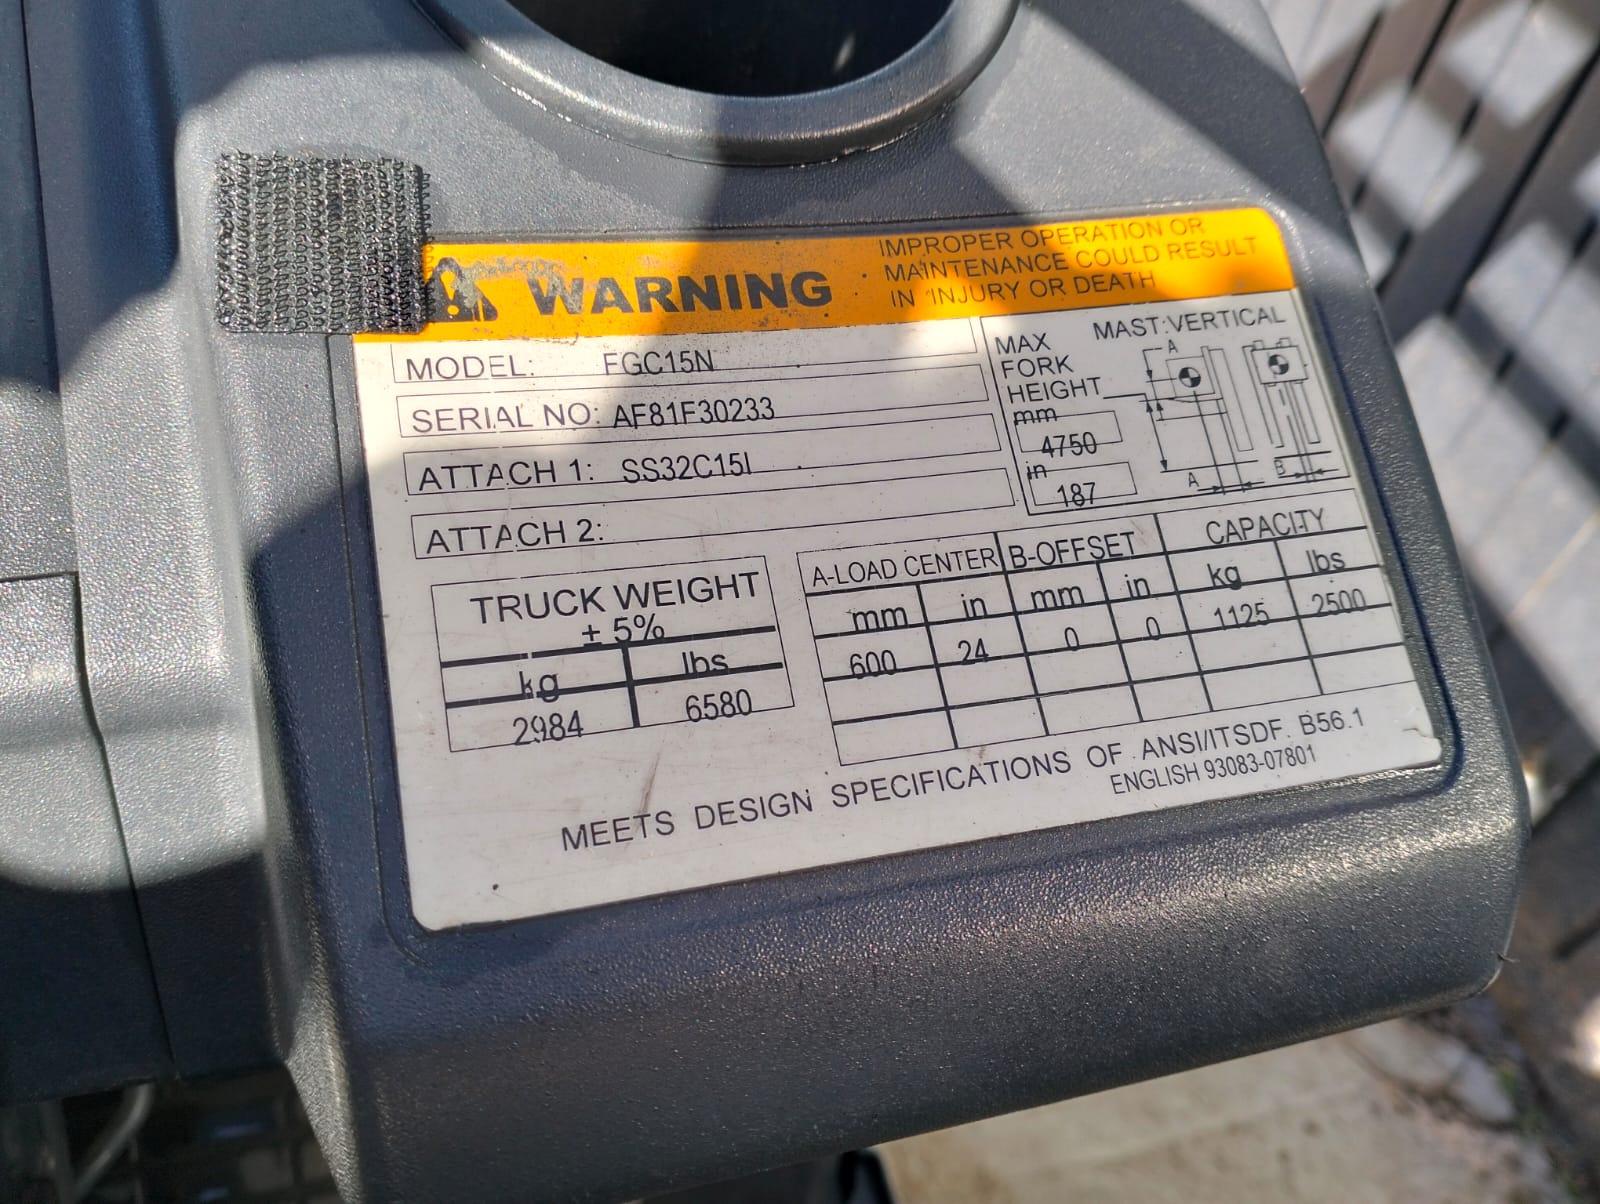 WARNING
IMPROPER OPERATION OR
MAINTENANCE COULD RESULT
IN INJURY OR DEATH
MODEL: FGC15N
SERIAL NO: AF81F30233
ATTACH 1: SS32C15I
ATTACH 2:
MAX FORK HEIGHT
MAST:VERTICAL
mm
4750
in
187
A
A
B
TRUCK WEIGHT
± 5%
kg lbs
2984 6580
A-LOAD CENTER B-OFFSET CAPACITY
mm in mm in kg lbs
600 24 0 0 1125 2500
MEETS DESIGN SPECIFICATIONS OF ANSI/ITSDF. B56.1
ENGLISH 93083-07801